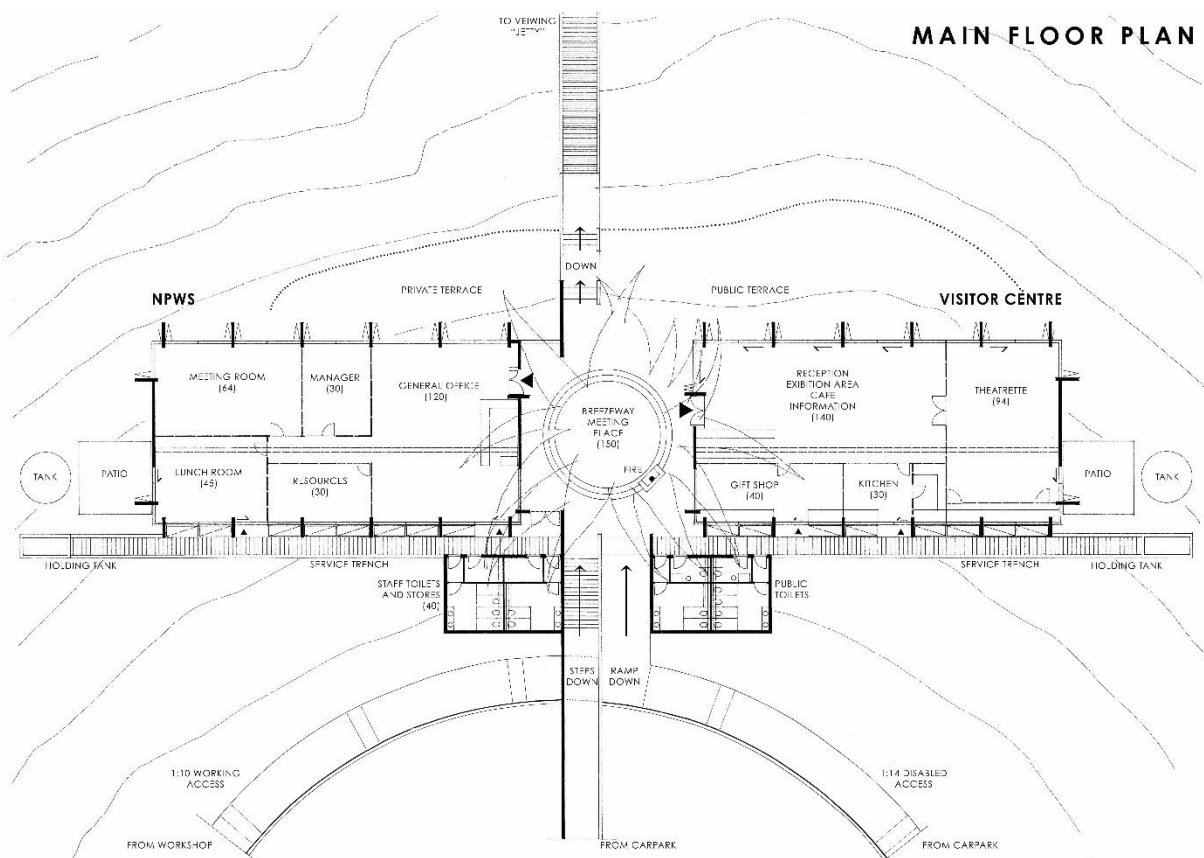 TO VEIWING
"JETTY"
MAIN FLOOR PLAN
DOWN
NPWS
PRIVATE TERRACE
PUBLIC TERRACE
VISITOR CENTRE
MEETING ROOM
(64)
MANAGER
(30)
GENERAL OFFICE
(120)
BREEZEWAY
MEETING
PLACE
(150)
RECEPTION
EXIBITION AREA
CAFE
INFORMATION
(140)
THEATRETTE
(94)
TANK
PATIO
LUNCH ROOM
(45)
RESOURCES
(30)
FIRE
GIFT SHOP
(40)
KITCHEN
(30)
PATIO
TANK
HOLDING TANK
SERVICE TRENCH
SERVICE TRENCH
HOLDING TANK
STAFF TOILETS
AND STORES
(40)
PUBLIC
TOILETS
STEPS
DOWN
RAMP
DOWN
1:10 WORKING
ACCESS
1:14 DISABLED
ACCESS
FROM WORKSHOP
FROM CARPARK
FROM CARPARK